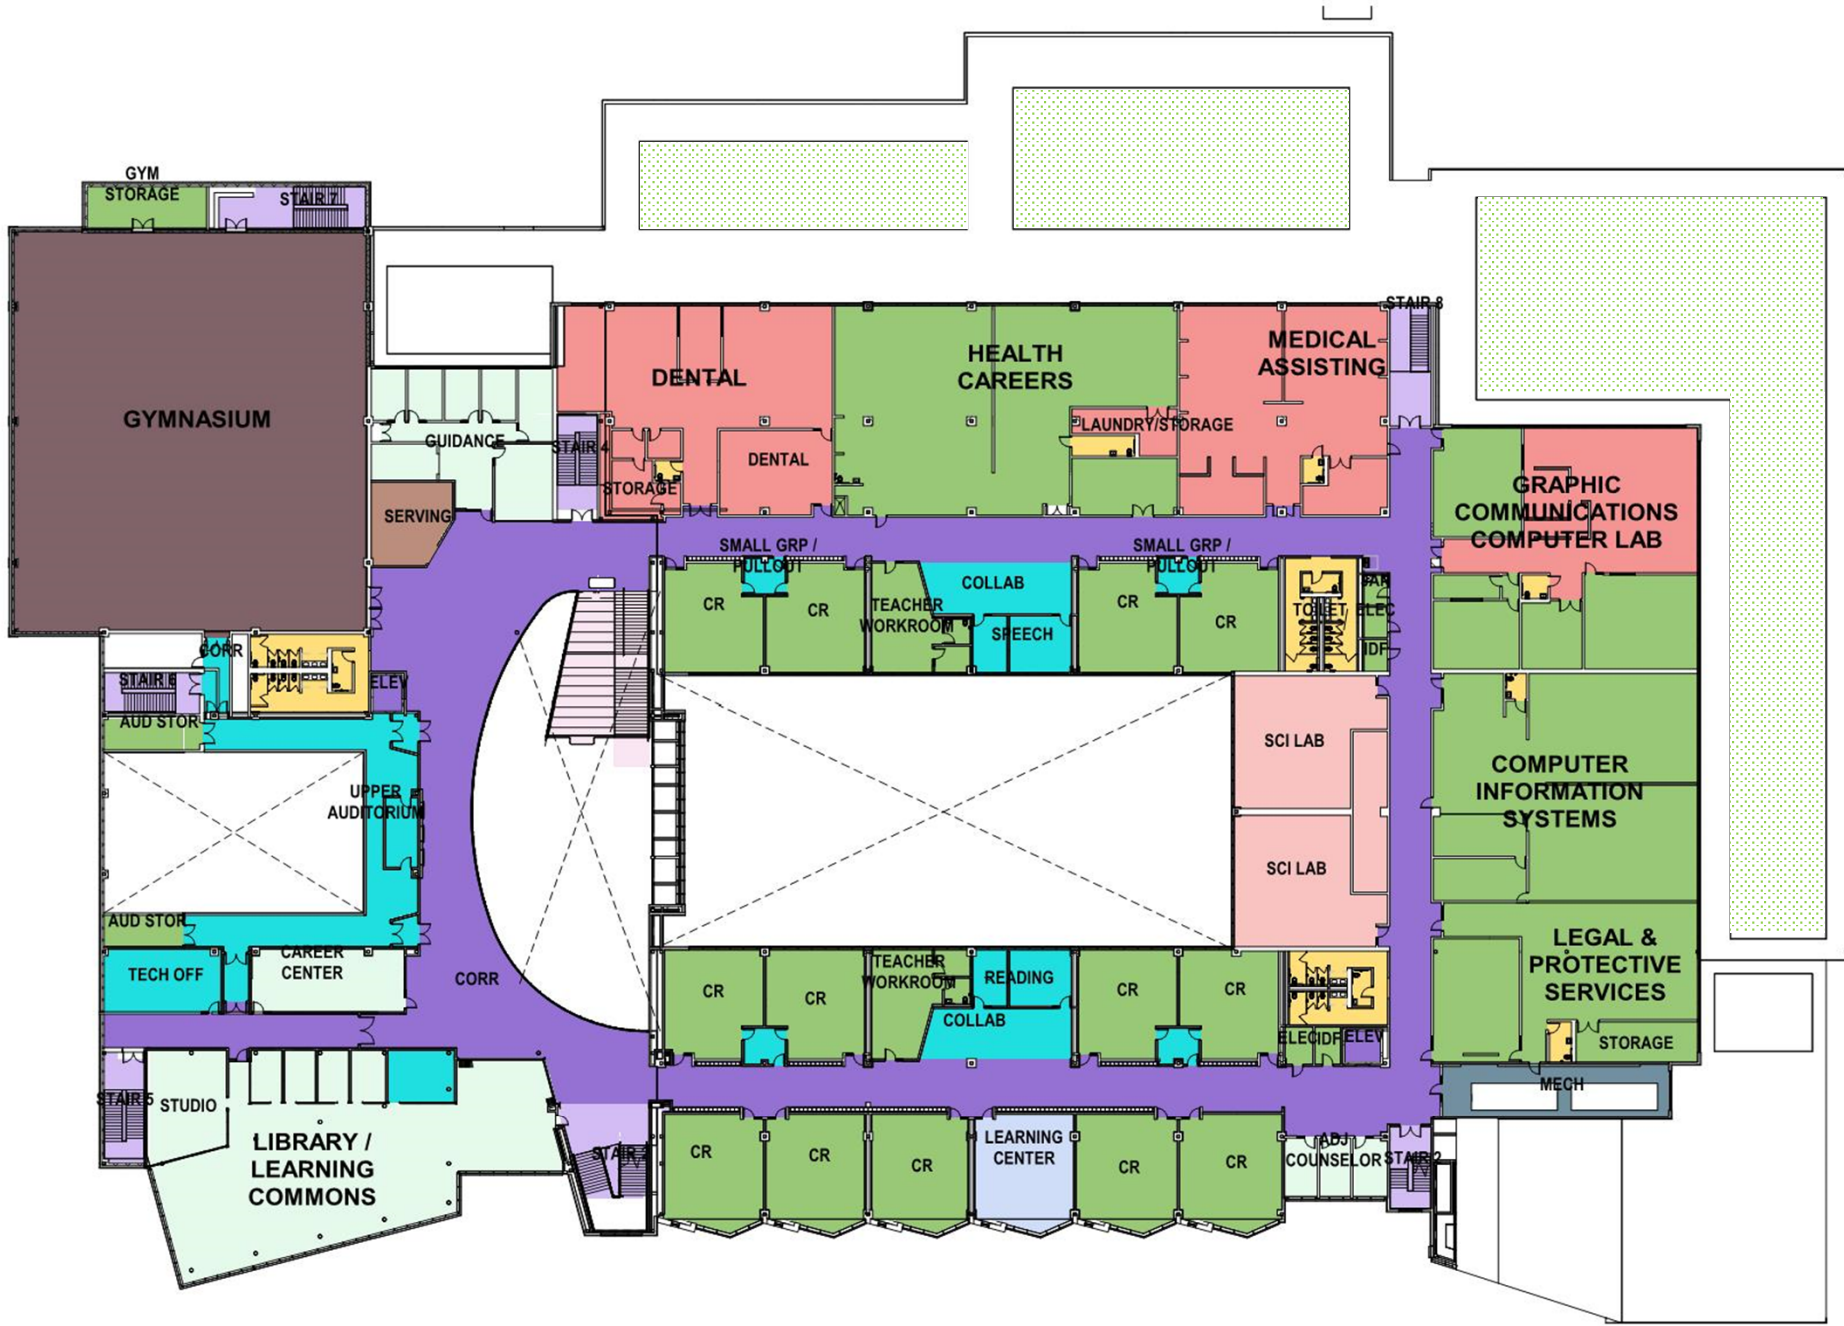 GYM
STORAGE
STAIR 7
STAIR 8
MEDICAL
ASSISTING
HEALTH
CAREERS
DENTAL
GYMNASIUM
LAUNDRY/STORAGE
GUIDANCE
STAIR 4
DENTAL
STORAGE
GRAPHIC
COMMUNICATIONS
COMPUTER LAB
SERVING
SMALL GRP /
PULLOUT
SMALL GRP /
PULLOUT
COLLAB
CR
CR
TEACHER
WORKROOM
SPEECH
CR
CR
TOILET
ELEC
IDF
CORR
STAIR 6
ELEV
AUD STOR
SCI LAB
COMPUTER
INFORMATION
SYSTEMS
UPPER
AUDITORIUM
SCI LAB
AUD STOR
LEGAL &
PROTECTIVE
SERVICES
TECH OFF
CAREER
CENTER
CORR
CR
CR
TEACHER
WORKROOM
READING
COLLAB
CR
CR
ELEC
IDF
ELEV
STORAGE
MECH
STAIR 5
STUDIO
LIBRARY /
LEARNING
COMMONS
CR
CR
CR
LEARNING
CENTER
CR
CR
ADJ
COUNSELOR
STAIR 2